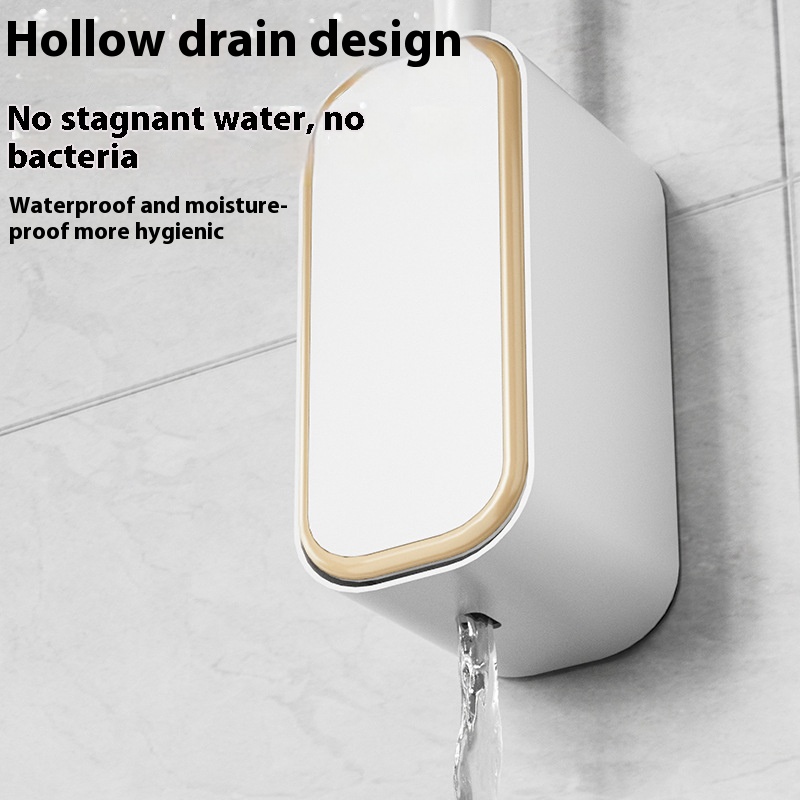 Hollow drain design
No stagnant water, no
bacteria
Waterproof and moisture-
proof more hygienic